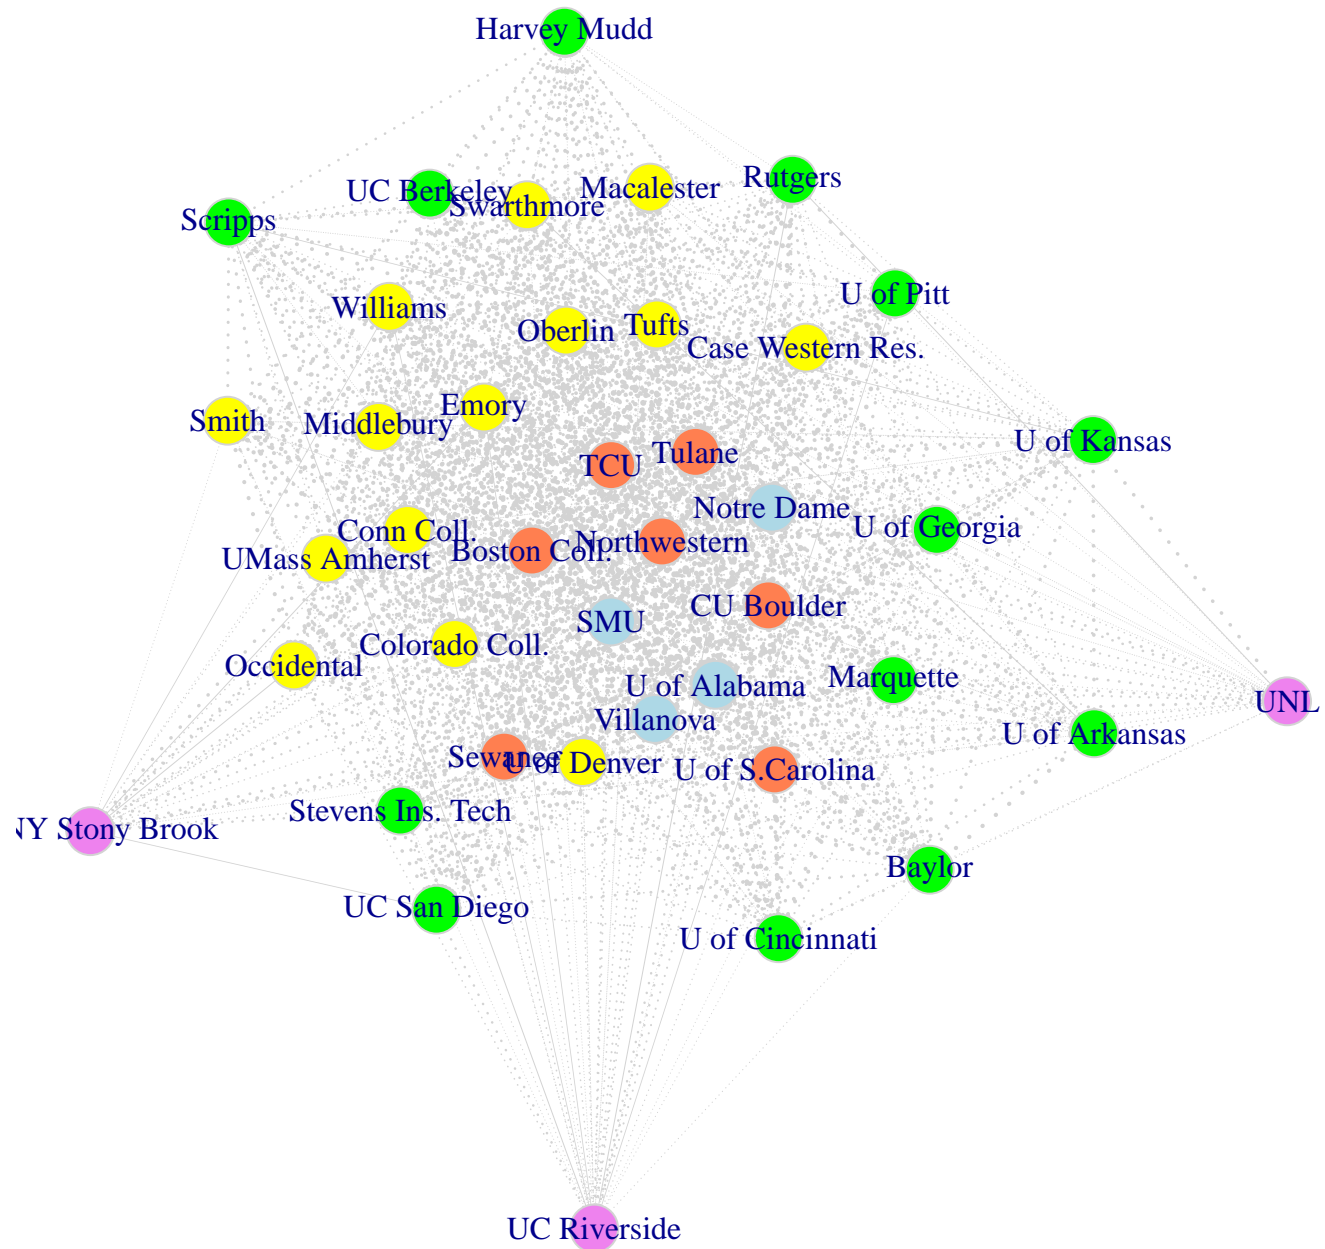 Harvey Mudd
UC Berkeley
Swarthmore
Macalester
Rutgers
Scripps
U of Pitt
Williams
Oberlin
Tufts
Case Western Res.
Smith
Middlebury
Emory
TCU
Tulane
U of Kansas
Notre Dame
U of Georgia
Conn Coll.
UMass Amherst
Boston Coll.
Northwestern
SMU
CU Boulder
Occidental
Colorado Coll.
U of Alabama
Marquette
UNL
Villanova
U of Arkansas
Sewanee
U of Denver
U of S.Carolina
Stevens Ins. Tech
NY Stony Brook
Baylor
UC San Diego
U of Cincinnati
UC Riverside